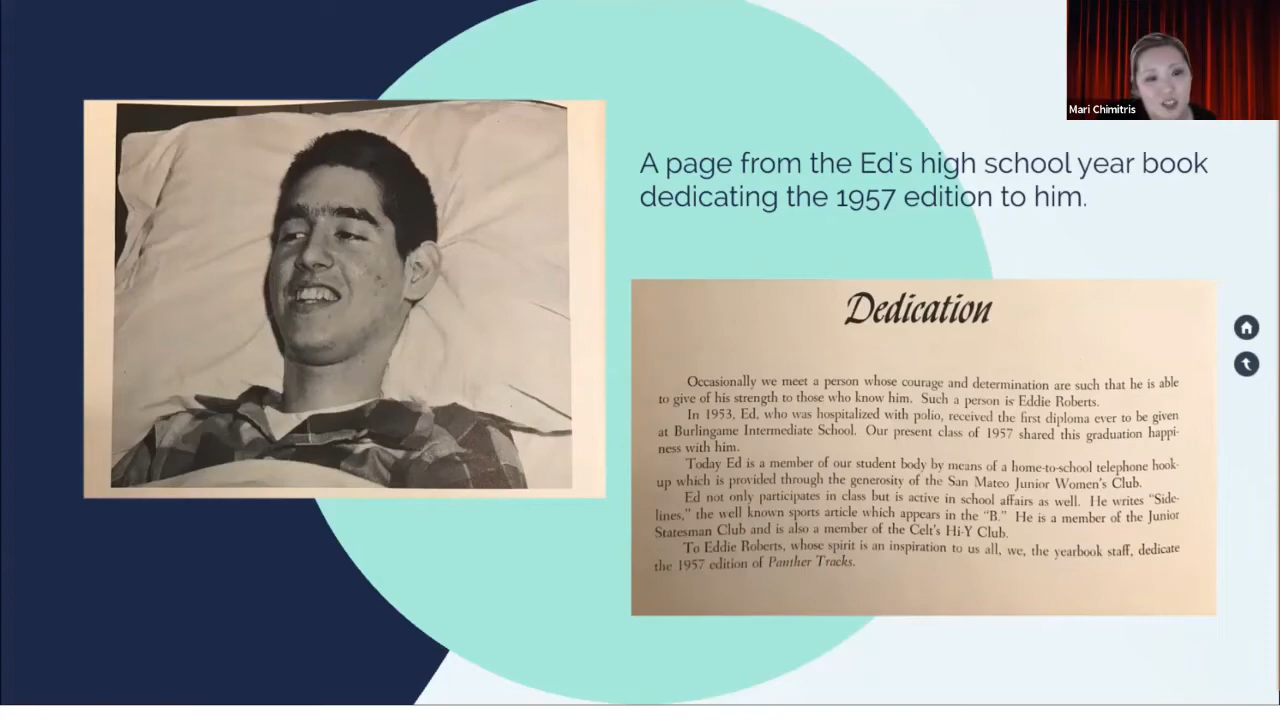 Mari Chimitris
A page from the Ed's high school year book
dedicating the 1957 edition to him.
Dedication
Occasionally we meet a person whose courage and determination are such that he is able
to give of his strength to those who know him. Such a person is Eddie Roberts.
In 1953, Ed, who was hospitalized with polio, received the first diploma ever to be given
at Burlingame Intermediate School. Our present class of 1957 shared this graduation happi-
ness with him.
Today Ed is a member of our student body by means of a home-to-school telephone hook-
up which is provided through the generosity of the San Mateo Junior Women's Club.
Ed not only participates in class but is active in school affairs as well. He writes "Side-
lines," the well known sports article which appears in the "B." He is a member of the Junior
Statesman Club and is also a member of the Celt's Hi-Y Club.
To Eddie Roberts, whose spirit is an inspiration to us all, we, the yearbook staff, dedicate
the 1957 edition of Panther Tracks.